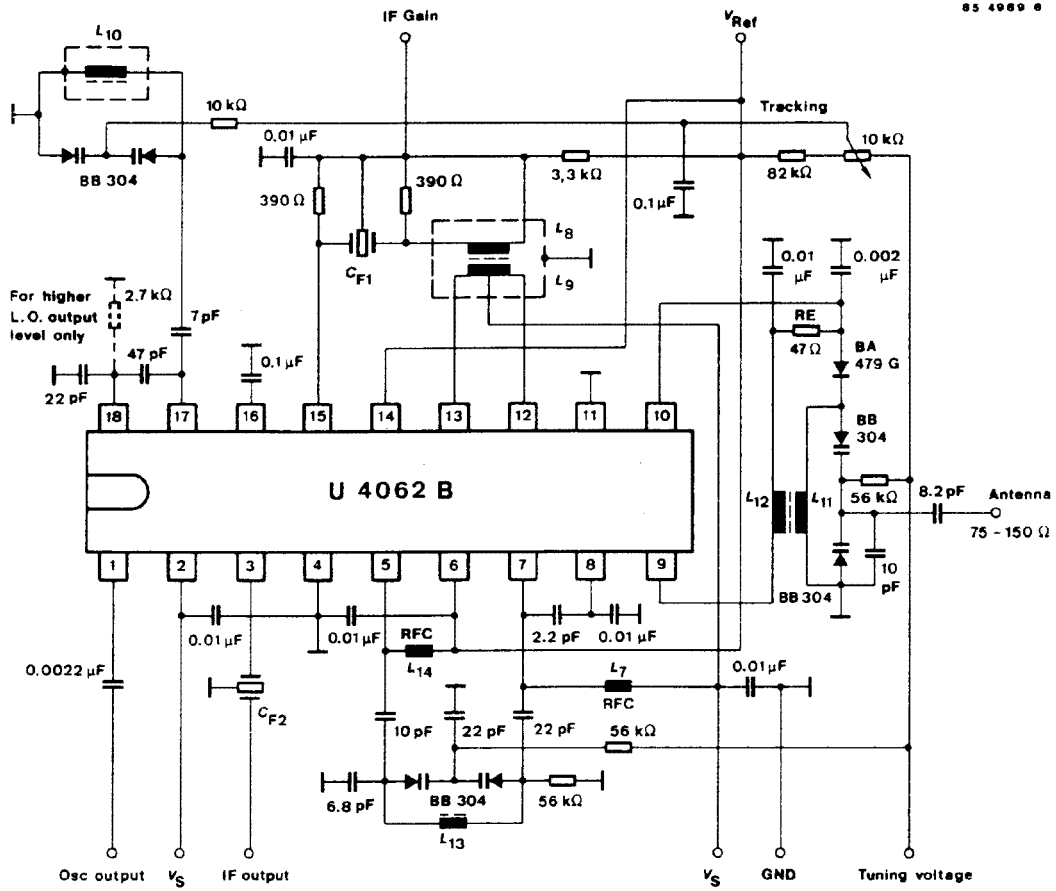 85 4969 6
IF Gain
VRef
L10
10 kΩ
Tracking
10 kΩ
0.01 μF
BB 304
390 Ω
390 Ω
3,3 kΩ
82 kΩ
0.1 μF
CF1
L8
L9
0.01 μF
0.002 μF
For higher
L.O. output
level only
2.7 kΩ
7 pF
RE
47 Ω
BA
479 G
47 pF
22 pF
0.1 μF
BB
304
18 17 16 15 14 13 12 11 10
U 4062 B
L12
L11
56 kΩ
8.2 pF
Antenna
75 - 150 Ω
1 2 3 4 5 6 7 8 9
10 pF
BB 304
0.01 μF
0.01 μF
2.2 pF
0.01 μF
RFC
L14
0.0022 μF
CF2
L7
RFC
0.01 μF
10 pF
22 pF
22 pF
56 kΩ
6.8 pF
BB 304
56 kΩ
L13
Osc output
VS
IF output
VS
GND
Tuning voltage